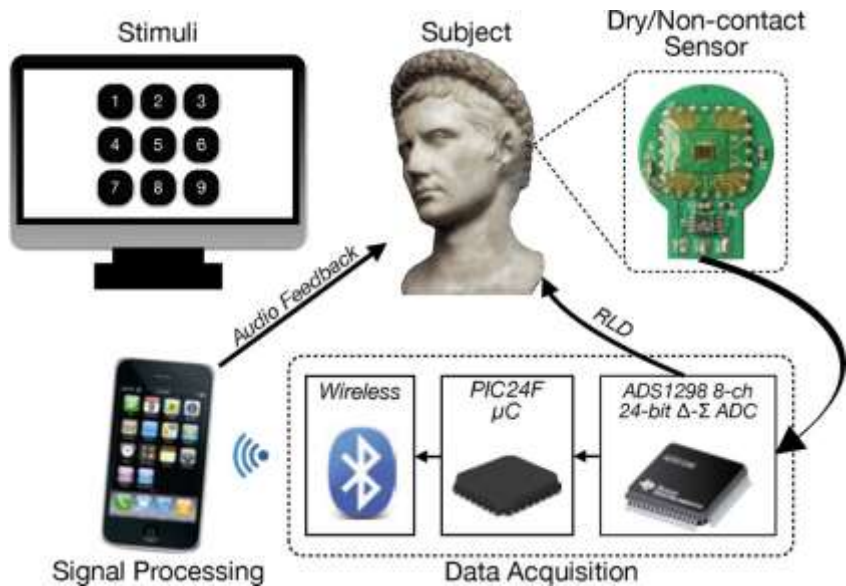 Stimuli
Subject
Dry/Non-contact
Sensor
1 2 3
4 5 6
7 8 9
Audio Feedback
RLD
Wireless
PIC24F
µC
ADS1298 8-ch
24-bit Δ-Σ ADC
Signal Processing
Data Acquisition